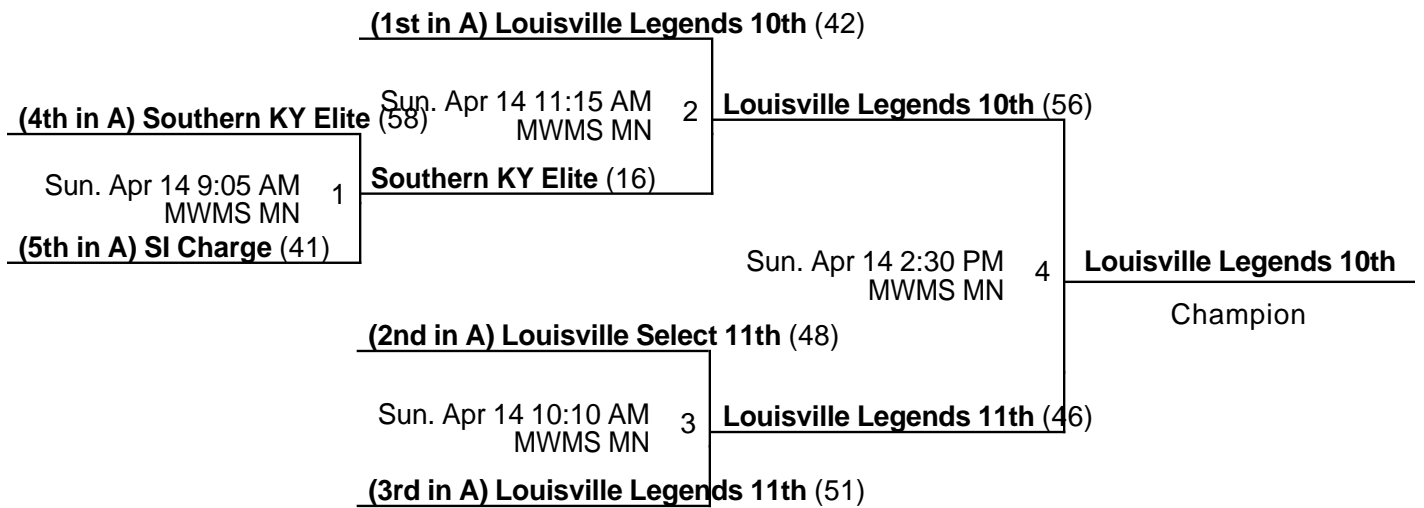 (1st in A) Louisville Legends 10th (42)
Sun. Apr 14 11:15 AM
MWMS MN
2
Louisville Legends 10th (56)
(4th in A) Southern KY Elite (58)
Sun. Apr 14 9:05 AM
MWMS MN
1
Southern KY Elite (16)
(5th in A) SI Charge (41)
Sun. Apr 14 2:30 PM
MWMS MN
4
Louisville Legends 10th
Champion
(2nd in A) Louisville Select 11th (48)
Sun. Apr 14 10:10 AM
MWMS MN
3
Louisville Legends 11th (46)
(3rd in A) Louisville Legends 11th (51)